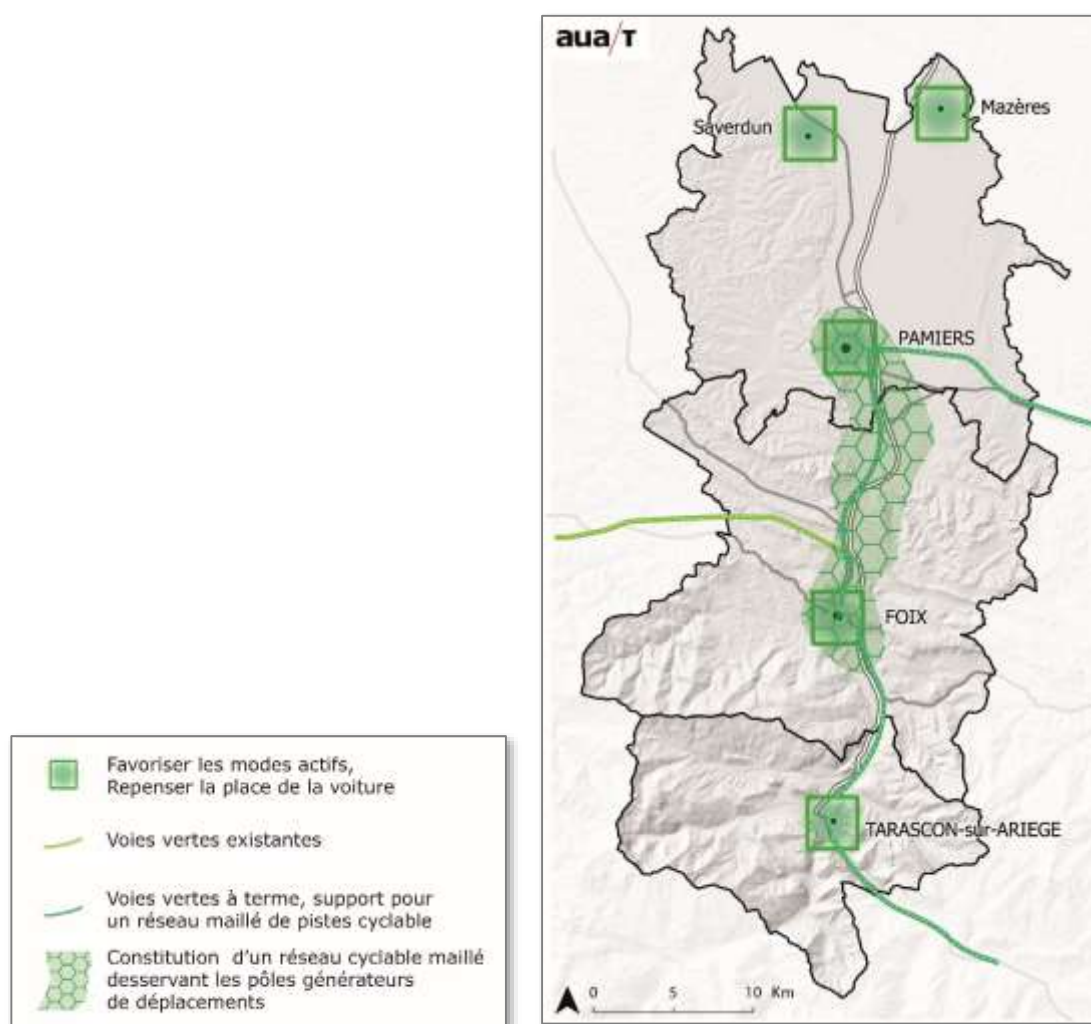 aua/T
Mazères
Saverdun
PAMIERS
FOIX
TARASCON-sur-ARIEGE
0 5 10 Km
Favoriser les modes actifs,
Repenser la place de la voiture
Voies vertes existantes
Voies vertes à terme, support pour
un réseau maillé de pistes cyclable
Constitution d'un réseau cyclable maillé
desservant les pôles générateurs
de déplacements